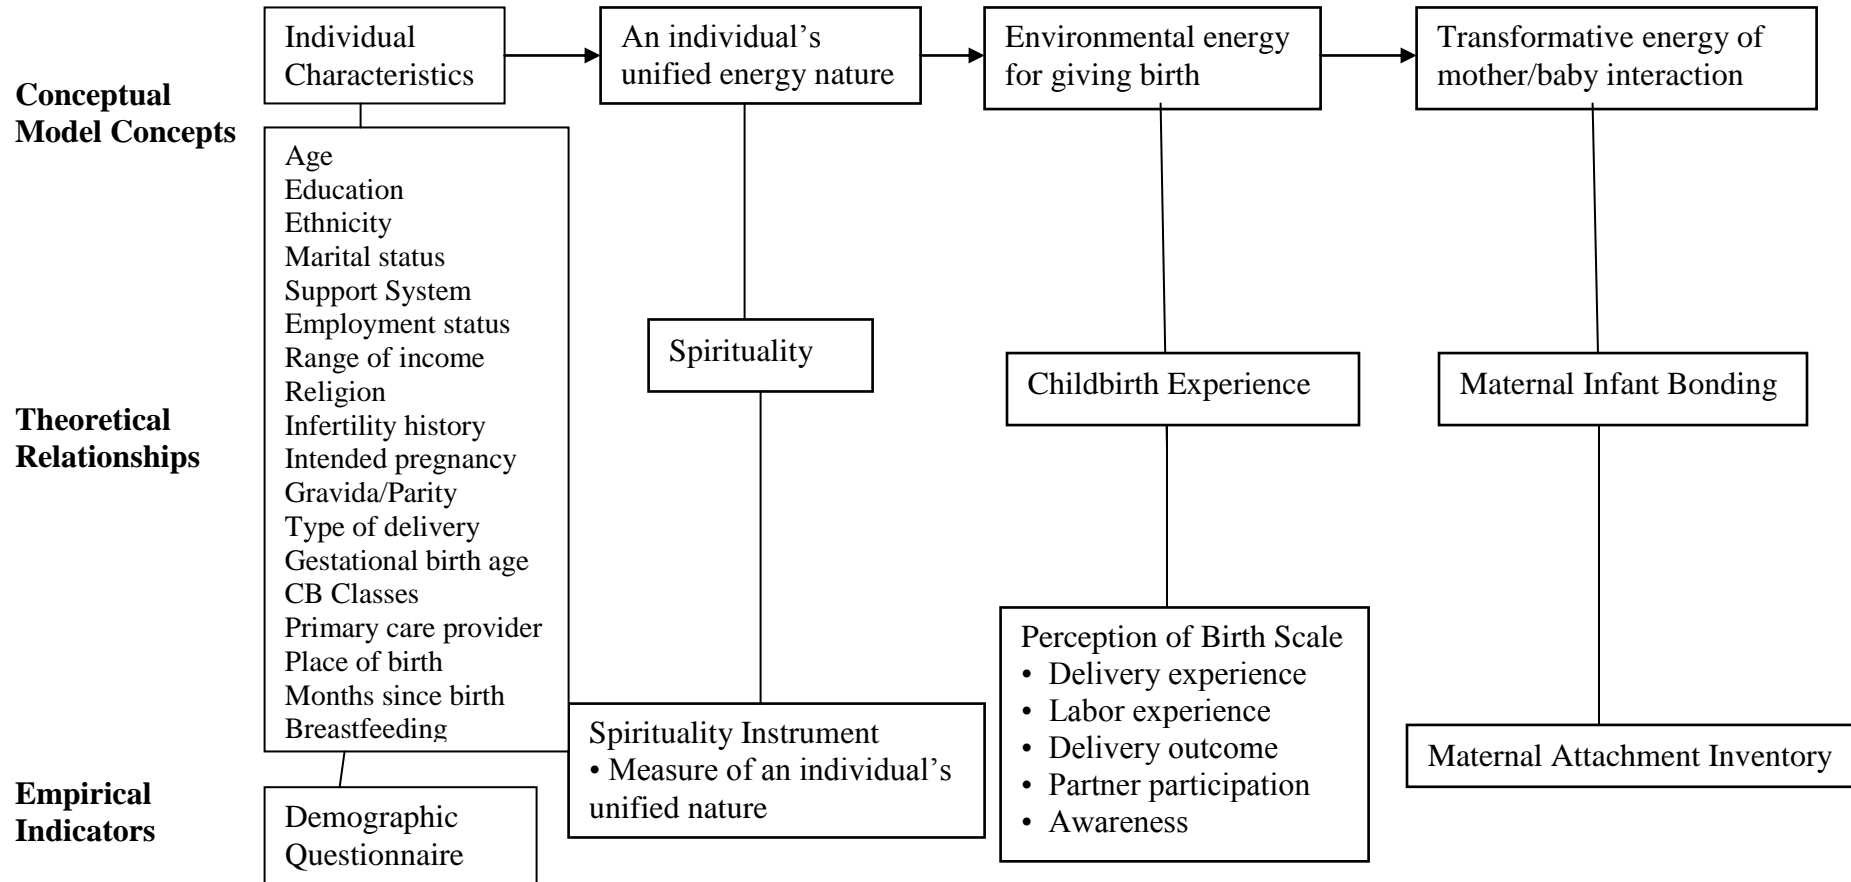 Conceptual
Model Concepts
Theoretical
Relationships
Empirical
Indicators
Individual
Characteristics
Age
Education
Ethnicity
Marital status
Support System
Employment status
Range of income
Religion
Infertility history
Intended pregnancy
Gravida/Parity
Type of delivery
Gestational birth age
CB Classes
Primary care provider
Place of birth
Months since birth
Breastfeeding
Demographic
Questionnaire
An individual’s
unified energy nature
Spirituality
Spirituality Instrument
• Measure of an individual’s
unified nature
Environmental energy
for giving birth
Childbirth Experience
Perception of Birth Scale
• Delivery experience
• Labor experience
• Delivery outcome
• Partner participation
• Awareness
Transformative energy of
mother/baby interaction
Maternal Infant Bonding
Maternal Attachment Inventory